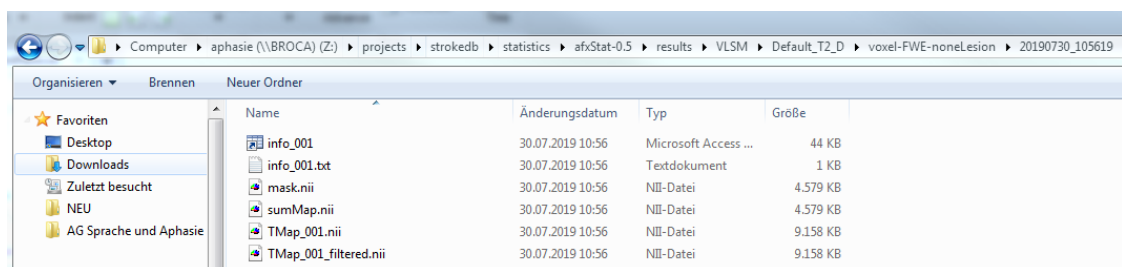 Computer ▸ aphasie (\\BROCA) (Z:) ▸ projects ▸ strokedb ▸ statistics ▸ afxStat-0.5 ▸ results ▸ VLSM ▸ Default_T2_D ▸ voxel-FWE-noneLesion ▸ 20190730_105619
Organisieren Brennen Neuer Ordner
Favoriten
Desktop
Downloads
Zuletzt besucht
NEU
AG Sprache und Aphasie
Name Änderungsdatum Typ Größe
info_001 30.07.2019 10:56 Microsoft Access ... 44 KB
info_001.txt 30.07.2019 10:56 Textdokument 1 KB
mask.nii 30.07.2019 10:56 NII-Datei 4.579 KB
sumMap.nii 30.07.2019 10:56 NII-Datei 4.579 KB
TMap_001.nii 30.07.2019 10:56 NII-Datei 9.158 KB
TMap_001_filtered.nii 30.07.2019 10:56 NII-Datei 9.158 KB